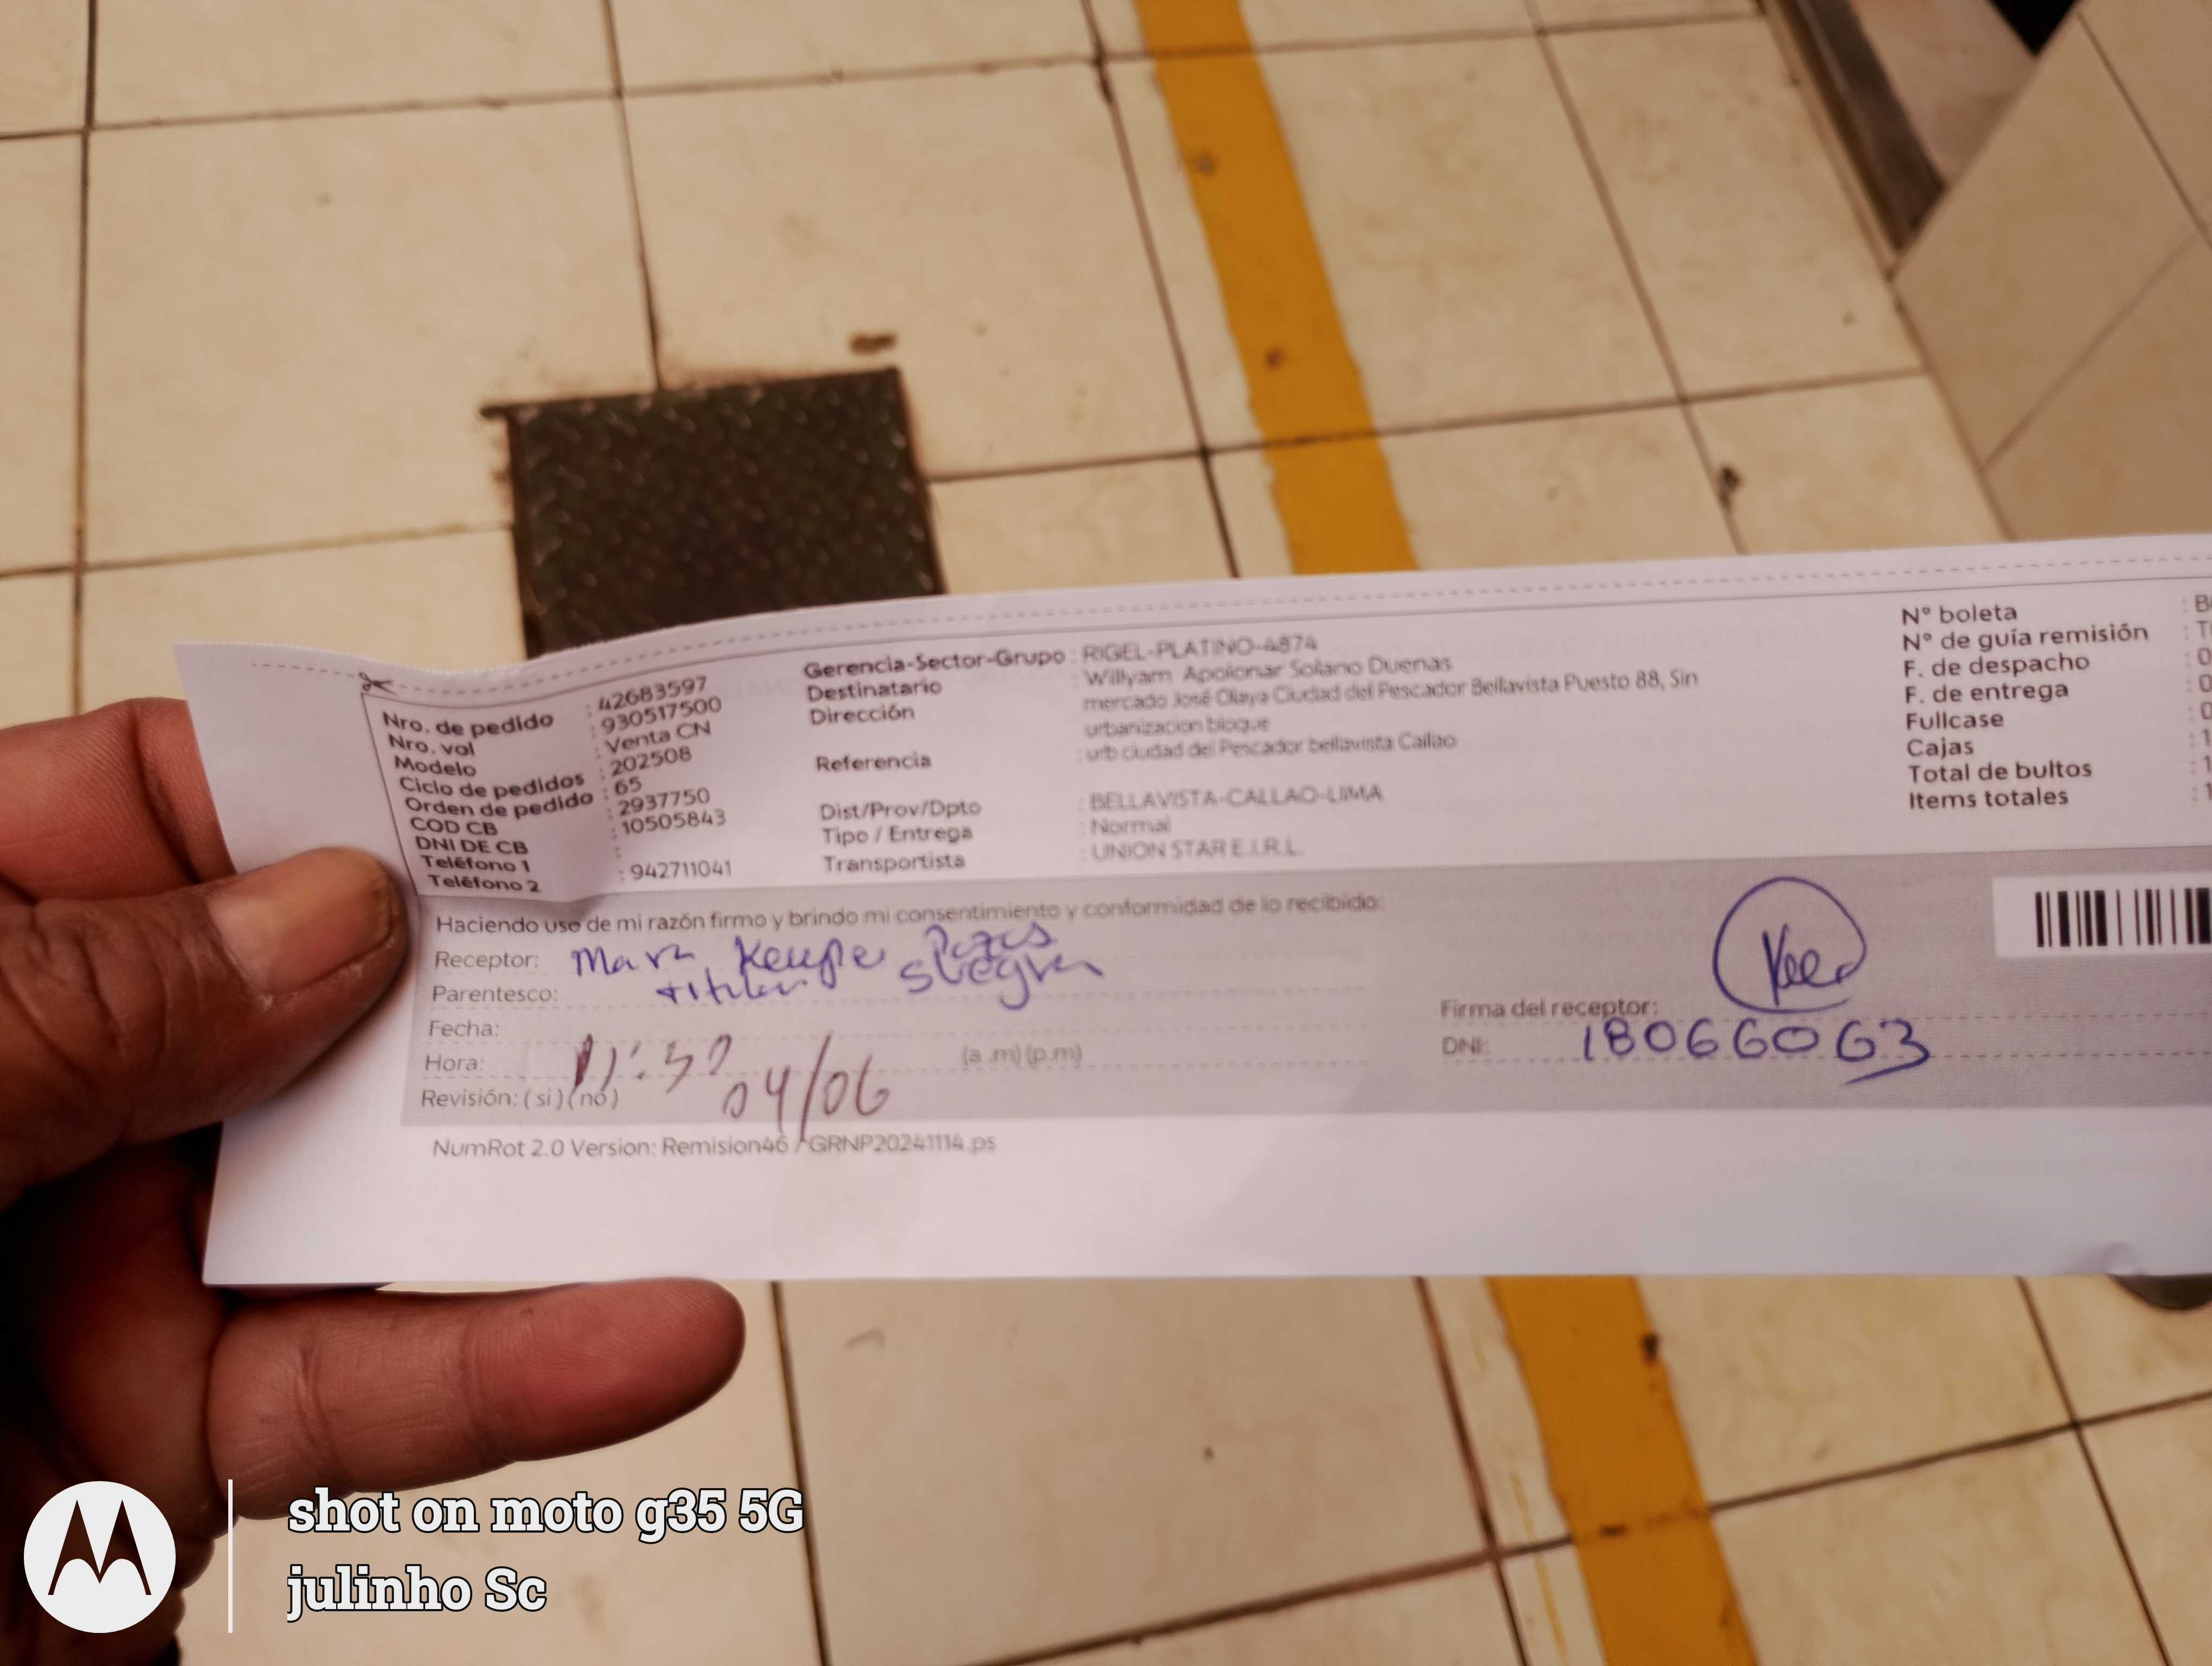 Nro. de pedido : 42683597
Nro. vol : 930517500
Modelo : Venta CN
Ciclo de pedidos : 202508
Orden de pedido : 65
COD CB : 2937750
DNI DE CB : 10505843
Teléfono 1 :
Teléfono 2 : 942711041
Gerencia-Sector-Grupo : RIGEL-PLATINO-4874
Destinatario : Willyam Apolonar Solano Duenas
Dirección : mercado José Olaya Ciudad del Pescador Bellavista Puesto 88, Sin
urbanizacion bloque
Referencia : urb ciudad del Pescador bellavista Callao
Dist/Prov/Dpto : BELLAVISTA-CALLAO-LIMA
Tipo / Entrega : Normal
Transportista : UNION STAR E.I.R.L.
N° boleta : B
N° de guía remisión : T
F. de despacho : 0
F. de entrega : 0
Fullcase : 0
Cajas : 1
Total de bultos : 1
Items totales : 1
Haciendo uso de mi razón firmo y brindo mi consentimiento y conformidad de lo recibido:
Receptor:
Parentesco:
Fecha:
Hora: (a .m) (p.m)
04/06
Revisión: ( si ) ( no )
Firma del receptor:
DNI: 18066063
NumRot 2.0 Version: Remision46 / GRNP20241114.ps
shot on moto g35 5G
julinho Sc